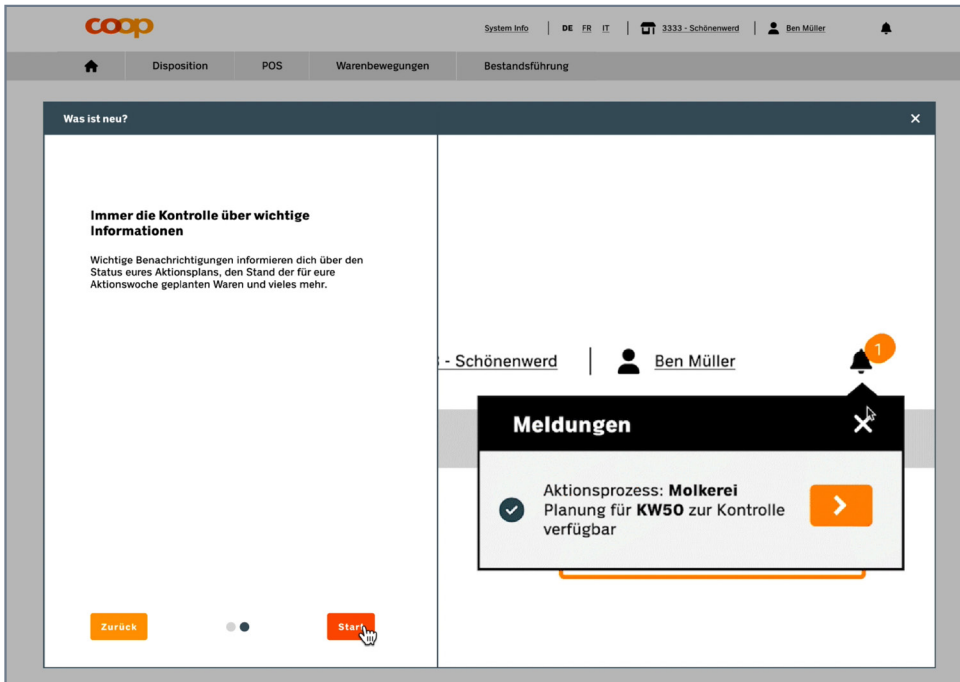 coop
System Info DE FR IT 3333 - Schönenwerd Ben Müller
Disposition POS Warenbewegungen Bestandsführung
Was ist neu?
Immer die Kontrolle über wichtige
Informationen
Wichtige Benachrichtigungen informieren dich über den
Status eures Aktionsplans, den Stand der für eure
Aktionswoche geplanten Waren und vieles mehr.
Zurück
Start
- Schönenwerd Ben Müller 1
Meldungen
Aktionsprozess: Molkerei
Planung für KW50 zur Kontrolle
verfügbar